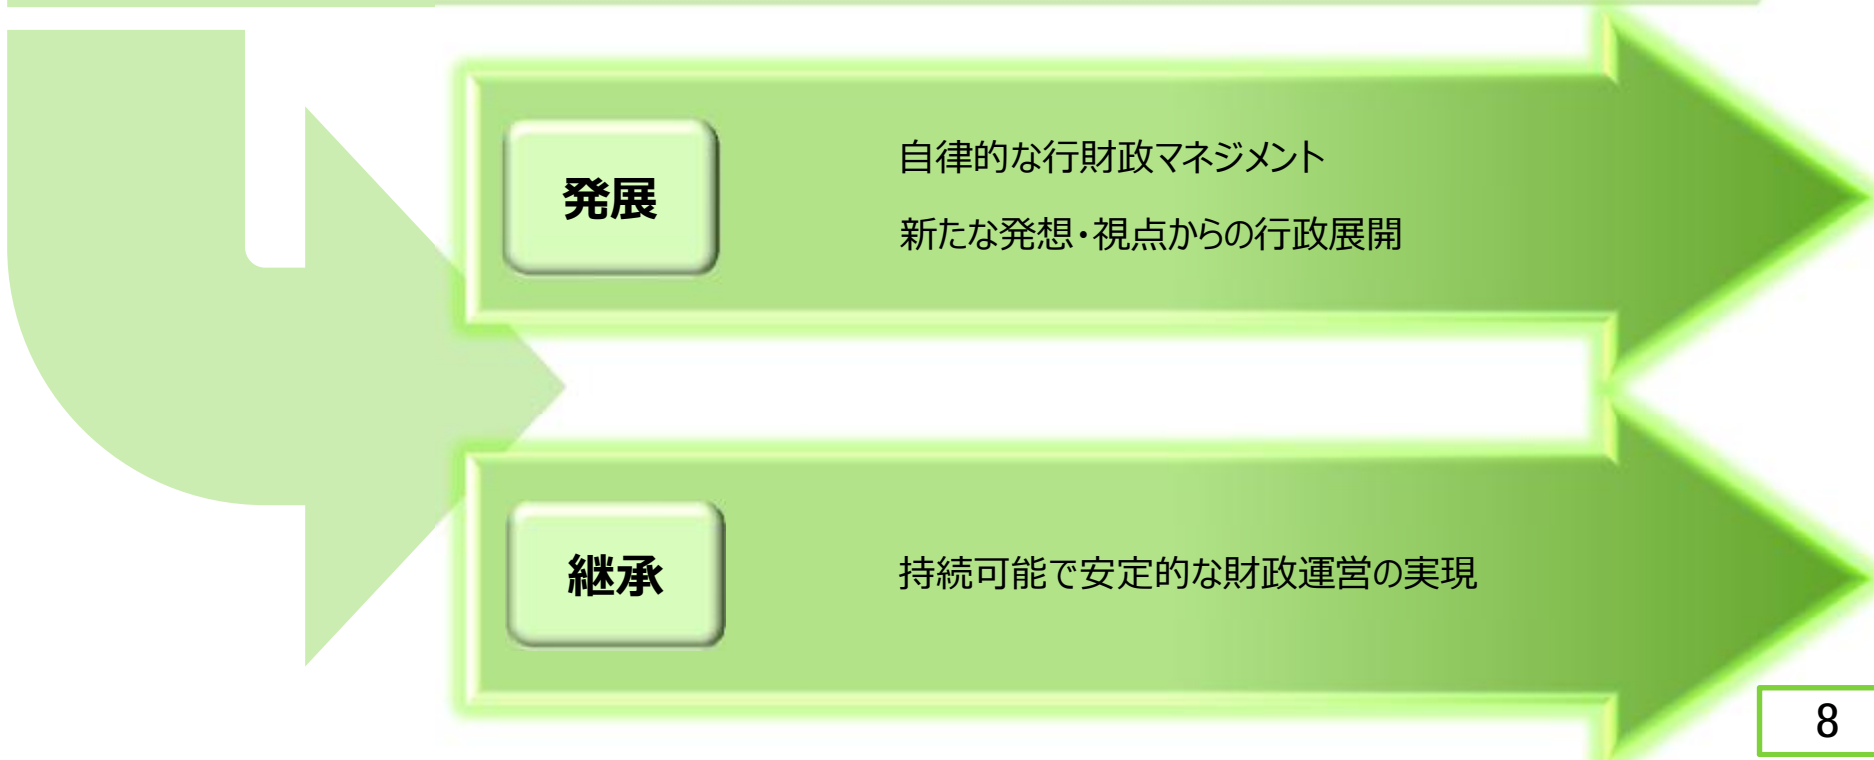 発展
自律的な行財政マネジメント
新たな発想・視点からの行政展開
継承
持続可能で安定的な財政運営の実現
8